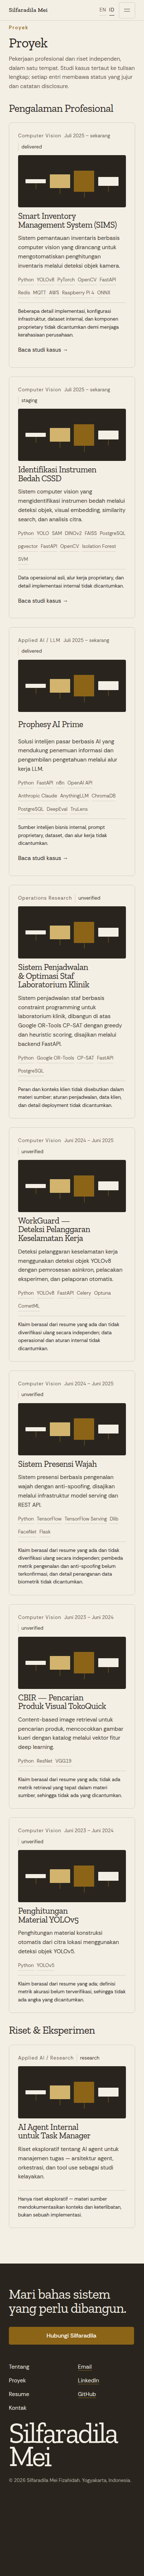 Silfaradisla Mei
EN ID
Proyek
Proyek
Pekerjaan profesional dan riset independen,
dalam satu tempat. Studi kasus tertaut ke tulisan
lengkap; setiap entri membawa status yang jujur
dan catatan disclosure.
Pengalaman Profesional
Computer Vision Juli 2025 – sekarang
delivered
Smart Inventory
Management System (SIMS)
Sistem pemantauan inventaris berbasis
computer vision yang dirancang untuk
mengotomatiskan penghitungan
inventaris melalui deteksi objek kamera.
Python YOLOv8 PyTorch OpenCV FastAPI
Redis MQTT AWS Raspberry Pi 4 ONNX
Beberapa detail implementasi, konfigurasi
infrastruktur, dataset internal, dan komponen
proprietary tidak dicantumkan demi menjaga
kerahasiaan perusahaan.
Baca studi kasus →
Computer Vision Juli 2025 – sekarang
staging
Identifikasi Instrumen
Bedah CSSD
Sistem computer vision yang
mengidentifikasi instrumen bedah melalui
deteksi objek, visual embedding, similarity
search, dan analisis citra.
Python YOLO SAM DINOv2 FAISS PostgreSQL
pgvector FastAPI OpenCV Isolation Forest
SVM
Data operasional asli, alur kerja proprietary, dan
detail implementasi internal tidak dicantumkan.
Baca studi kasus →
Applied AI / LLM Juli 2025 – sekarang
delivered
Prophesy AI Prime
Solusi intelijen pasar berbasis AI yang
mendukung penemuan informasi dan
pengambilan pengetahuan melalui alur
kerja LLM.
Python FastAPI n8n OpenAI API
Anthropic Claude AnythingLLM ChromaDB
PostgreSQL DeepEval TruLens
Sumber intelijen bisnis internal, prompt
proprietary, dataset, dan alur kerja tidak
dicantumkan.
Baca studi kasus →
Operations Research unverified
Sistem Penjadwalan
& Optimasi Staf
Laboratorium Klinik
Sistem penjadwalan staf berbasis
constraint programming untuk
laboratorium klinik, dibangun di atas
Google OR-Tools CP-SAT dengan greedy
dan heuristic scoring, disajikan melalui
backend FastAPI.
Python Google OR-Tools CP-SAT FastAPI
PostgreSQL
Peran dan konteks klien tidak disebutkan dalam
materi sumber; aturan penjadwalan, data klien,
dan detail deployment tidak dicantumkan.
Computer Vision Juni 2024 – Juni 2025
unverified
WorkGuard —
Deteksi Pelanggaran
Keselamatan Kerja
Deteksi pelanggaran keselamatan kerja
menggunakan deteksi objek YOLOv8
dengan pemrosesan asinkron, pelacakan
eksperimen, dan pelaporan otomatis.
Python YOLOv8 FastAPI Celery Optuna
CometML
Klaim berasal dari resume yang ada dan tidak
diverifikasi ulang secara independen; data
operasional dan aturan internal tidak
dicantumkan.
Computer Vision Juni 2024 – Juni 2025
unverified
Sistem Presensi Wajah
Sistem presensi berbasis pengenalan
wajah dengan anti-spoofing, disajikan
melalui infrastruktur model serving dan
REST API.
Python TensorFlow TensorFlow Serving Dlib
FaceNet Flask
Klaim berasal dari resume yang ada dan tidak
diverifikasi ulang secara independen; pembeda
metrik pengenalan dan anti-spoofing belum
terkonfirmasi, dan detail penanganan data
biometrik tidak dicantumkan.
Computer Vision Juni 2023 – Juni 2024
unverified
CBIR — Pencarian
Produk Visual TokoQuick
Content-based image retrieval untuk
pencarian produk, mencocokkan gambar
kueri dengan katalog melalui vektor fitur
deep learning.
Python ResNet VGG19
Klaim berasal dari resume yang ada; tidak ada
metrik akurasi yang tercantum dalam materi
sumber, sehingga tidak ada yang dicantumkan.
Computer Vision Juni 2023 – Juni 2024
unverified
Penghitungan
Material YOLOv5
Penghitungan material konstruksi
otomatis dari citra lokasi menggunakan
deteksi objek YOLOv5.
Python YOLOv5
Klaim berasal dari resume yang ada; definisi
metrik akurasi belum terverifikasi, sehingga tidak
ada angka yang dicantumkan.
Riset & Eksperimen
Applied AI / Research research
AI Agent Internal
untuk Task Manager
Riset eksploratif tentang AI agent untuk
manajemen tugas — arsitektur agent,
orkestrasi, dan tool use sebagai topik studi
kelayakan.
Hanya riset eksploratif — materi sumber
mendokumentasikan konteks dan keterlibatan,
bukan sebuah implementasi.
Mari bahas sistem
yang perlu dibangun.
Hubungi Silfaradisla
Tentang Email
Proyek LinkedIn
Resume GitHub
Kontak
Silfaradisla
Mei